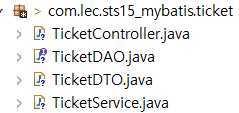 > com.lec.sts15_mybatis.ticket
> TicketController.java
> TicketDAO.java
> TicketDTO.java
> TicketService.java